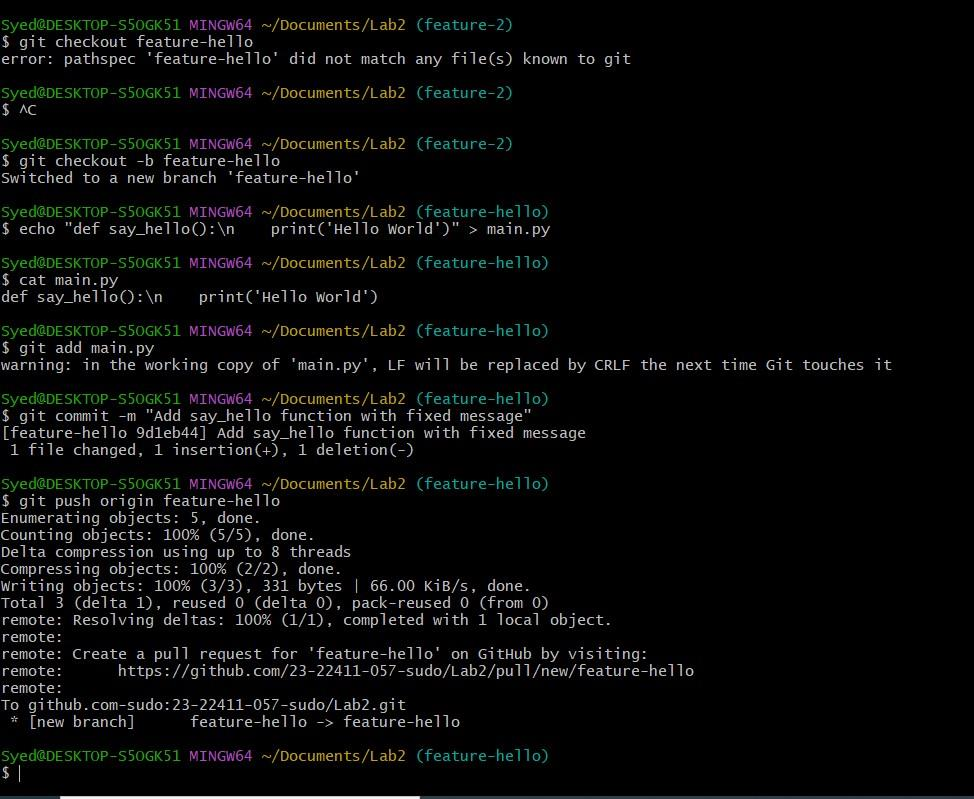 Syed@DESKTOP-S5OGK51 MINGW64 ~/Documents/Lab2 (feature-2)
$ git checkout feature-hello
error: pathspec 'feature-hello' did not match any file(s) known to git
Syed@DESKTOP-S5OGK51 MINGW64 ~/Documents/Lab2 (feature-2)
$ ^C
Syed@DESKTOP-S5OGK51 MINGW64 ~/Documents/Lab2 (feature-2)
$ git checkout -b feature-hello
Switched to a new branch 'feature-hello'
Syed@DESKTOP-S5OGK51 MINGW64 ~/Documents/Lab2 (feature-hello)
$ echo "def say_hello():\n    print('Hello World')" > main.py
Syed@DESKTOP-S5OGK51 MINGW64 ~/Documents/Lab2 (feature-hello)
$ cat main.py
def say_hello():\n    print('Hello World')
Syed@DESKTOP-S5OGK51 MINGW64 ~/Documents/Lab2 (feature-hello)
$ git add main.py
warning: in the working copy of 'main.py', LF will be replaced by CRLF the next time Git touches it
Syed@DESKTOP-S5OGK51 MINGW64 ~/Documents/Lab2 (feature-hello)
$ git commit -m "Add say_hello function with fixed message"
[feature-hello 9d1eb44] Add say_hello function with fixed message
 1 file changed, 1 insertion(+), 1 deletion(-)
Syed@DESKTOP-S5OGK51 MINGW64 ~/Documents/Lab2 (feature-hello)
$ git push origin feature-hello
Enumerating objects: 5, done.
Counting objects: 100% (5/5), done.
Delta compression using up to 8 threads
Compressing objects: 100% (2/2), done.
Writing objects: 100% (3/3), 331 bytes | 66.00 KiB/s, done.
Total 3 (delta 1), reused 0 (delta 0), pack-reused 0 (from 0)
remote: Resolving deltas: 100% (1/1), completed with 1 local object.
remote:
remote: Create a pull request for 'feature-hello' on GitHub by visiting:
remote:      https://github.com/23-22411-057-sudo/Lab2/pull/new/feature-hello
remote:
To github.com-sudo:23-22411-057-sudo/Lab2.git
 * [new branch]      feature-hello -> feature-hello
Syed@DESKTOP-S5OGK51 MINGW64 ~/Documents/Lab2 (feature-hello)
$